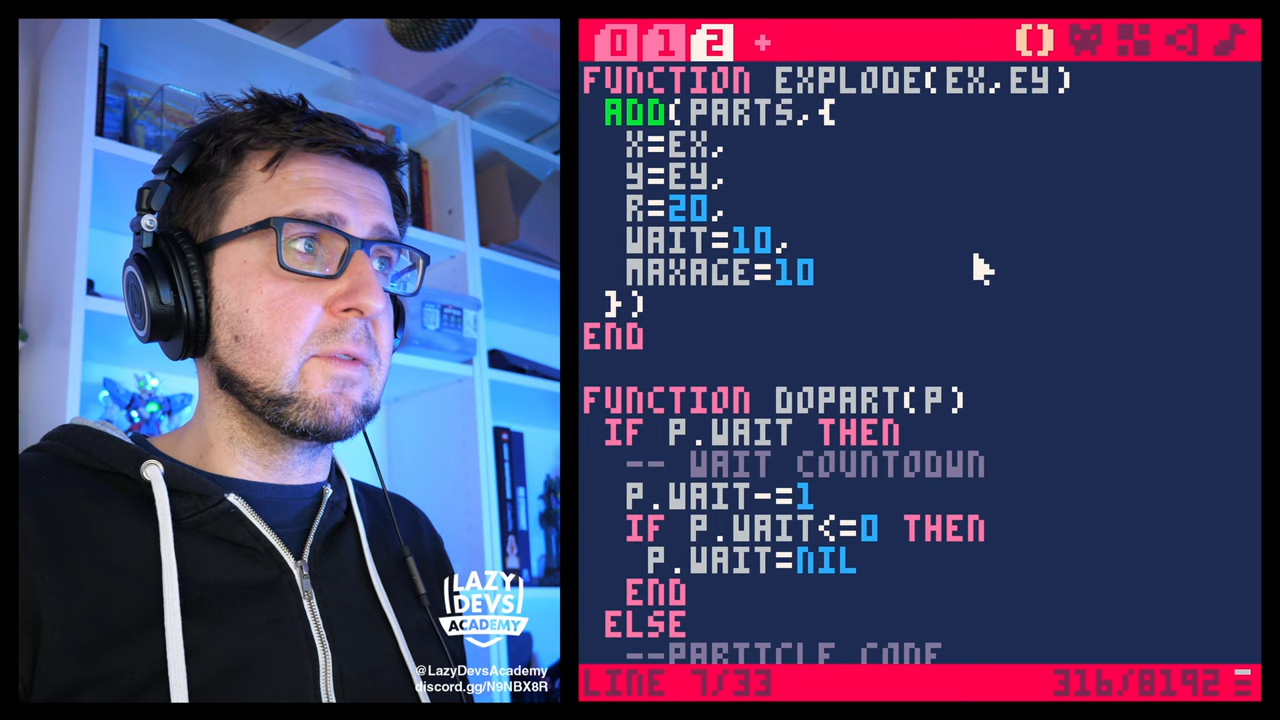 LAZY
DEVS
ACADEMY
@LazyDevsAcademy
discord.gg/N9NBX8R
0 1 2 +
FUNCTION EXPLODE(EX,EY)
ADD(PARTS,{
X=EX,
Y=EY,
R=20,
WAIT=10,
MAXAGE=10
})
END
FUNCTION DOPART(P)
IF P.WAIT THEN
-- WAIT COUNTDOWN
P.WAIT-=1
IF P.WAIT<=0 THEN
P.WAIT=NIL
END
ELSE
--PARTICLE CODE
LINE 7/33
316/8192